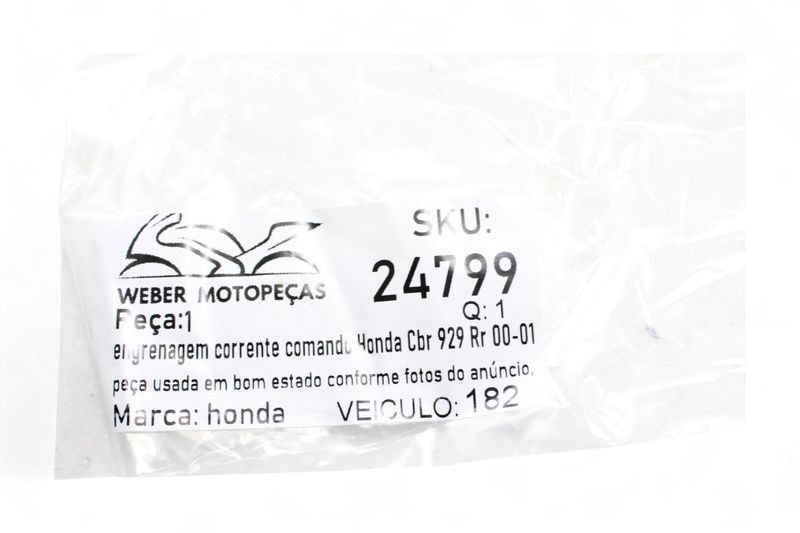 WEBER MOTOPEÇAS
SKU:
24799
Peça:1
Q: 1
engrenagem corrente comando Honda Cbr 929 Rr 00-01
peça usada em bom estado conforme fotos do anúncio.
Marca: honda
VEICULO: 182